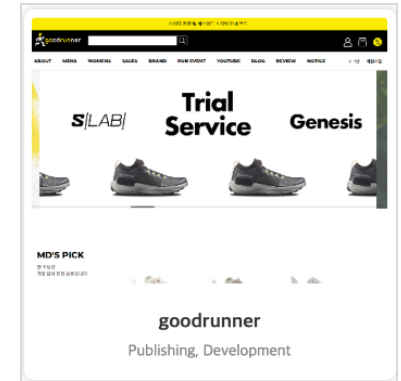 goodrunner
ABOUT MENS WOMENS SALES BRAND RUN EVENT YOUTUBE BLOG REVIEW NOTICE
S/LAB/
Trial
Service
Genesis
MD'S PICK
goodrunner
Publishing, Development